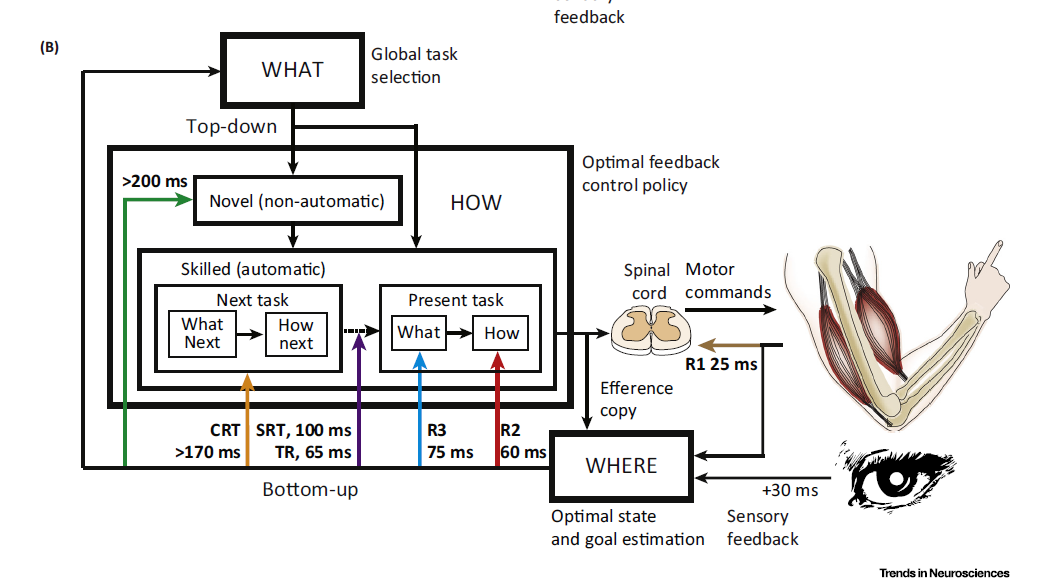 feedback
(B)
WHAT
Global task
selection
Top-down
Optimal feedback
control policy
>200 ms
Novel (non-automatic)
HOW
Skilled (automatic)
Next task
What
Next
How
next
Present task
What
How
Spinal
cord
Motor
commands
R1 25 ms
Efference
copy
CRT
>170 ms
SRT, 100 ms
TR, 65 ms
R3
75 ms
R2
60 ms
Bottom-up
WHERE
+30 ms
Optimal state
and goal estimation
Sensory
feedback
Trends in Neurosciences